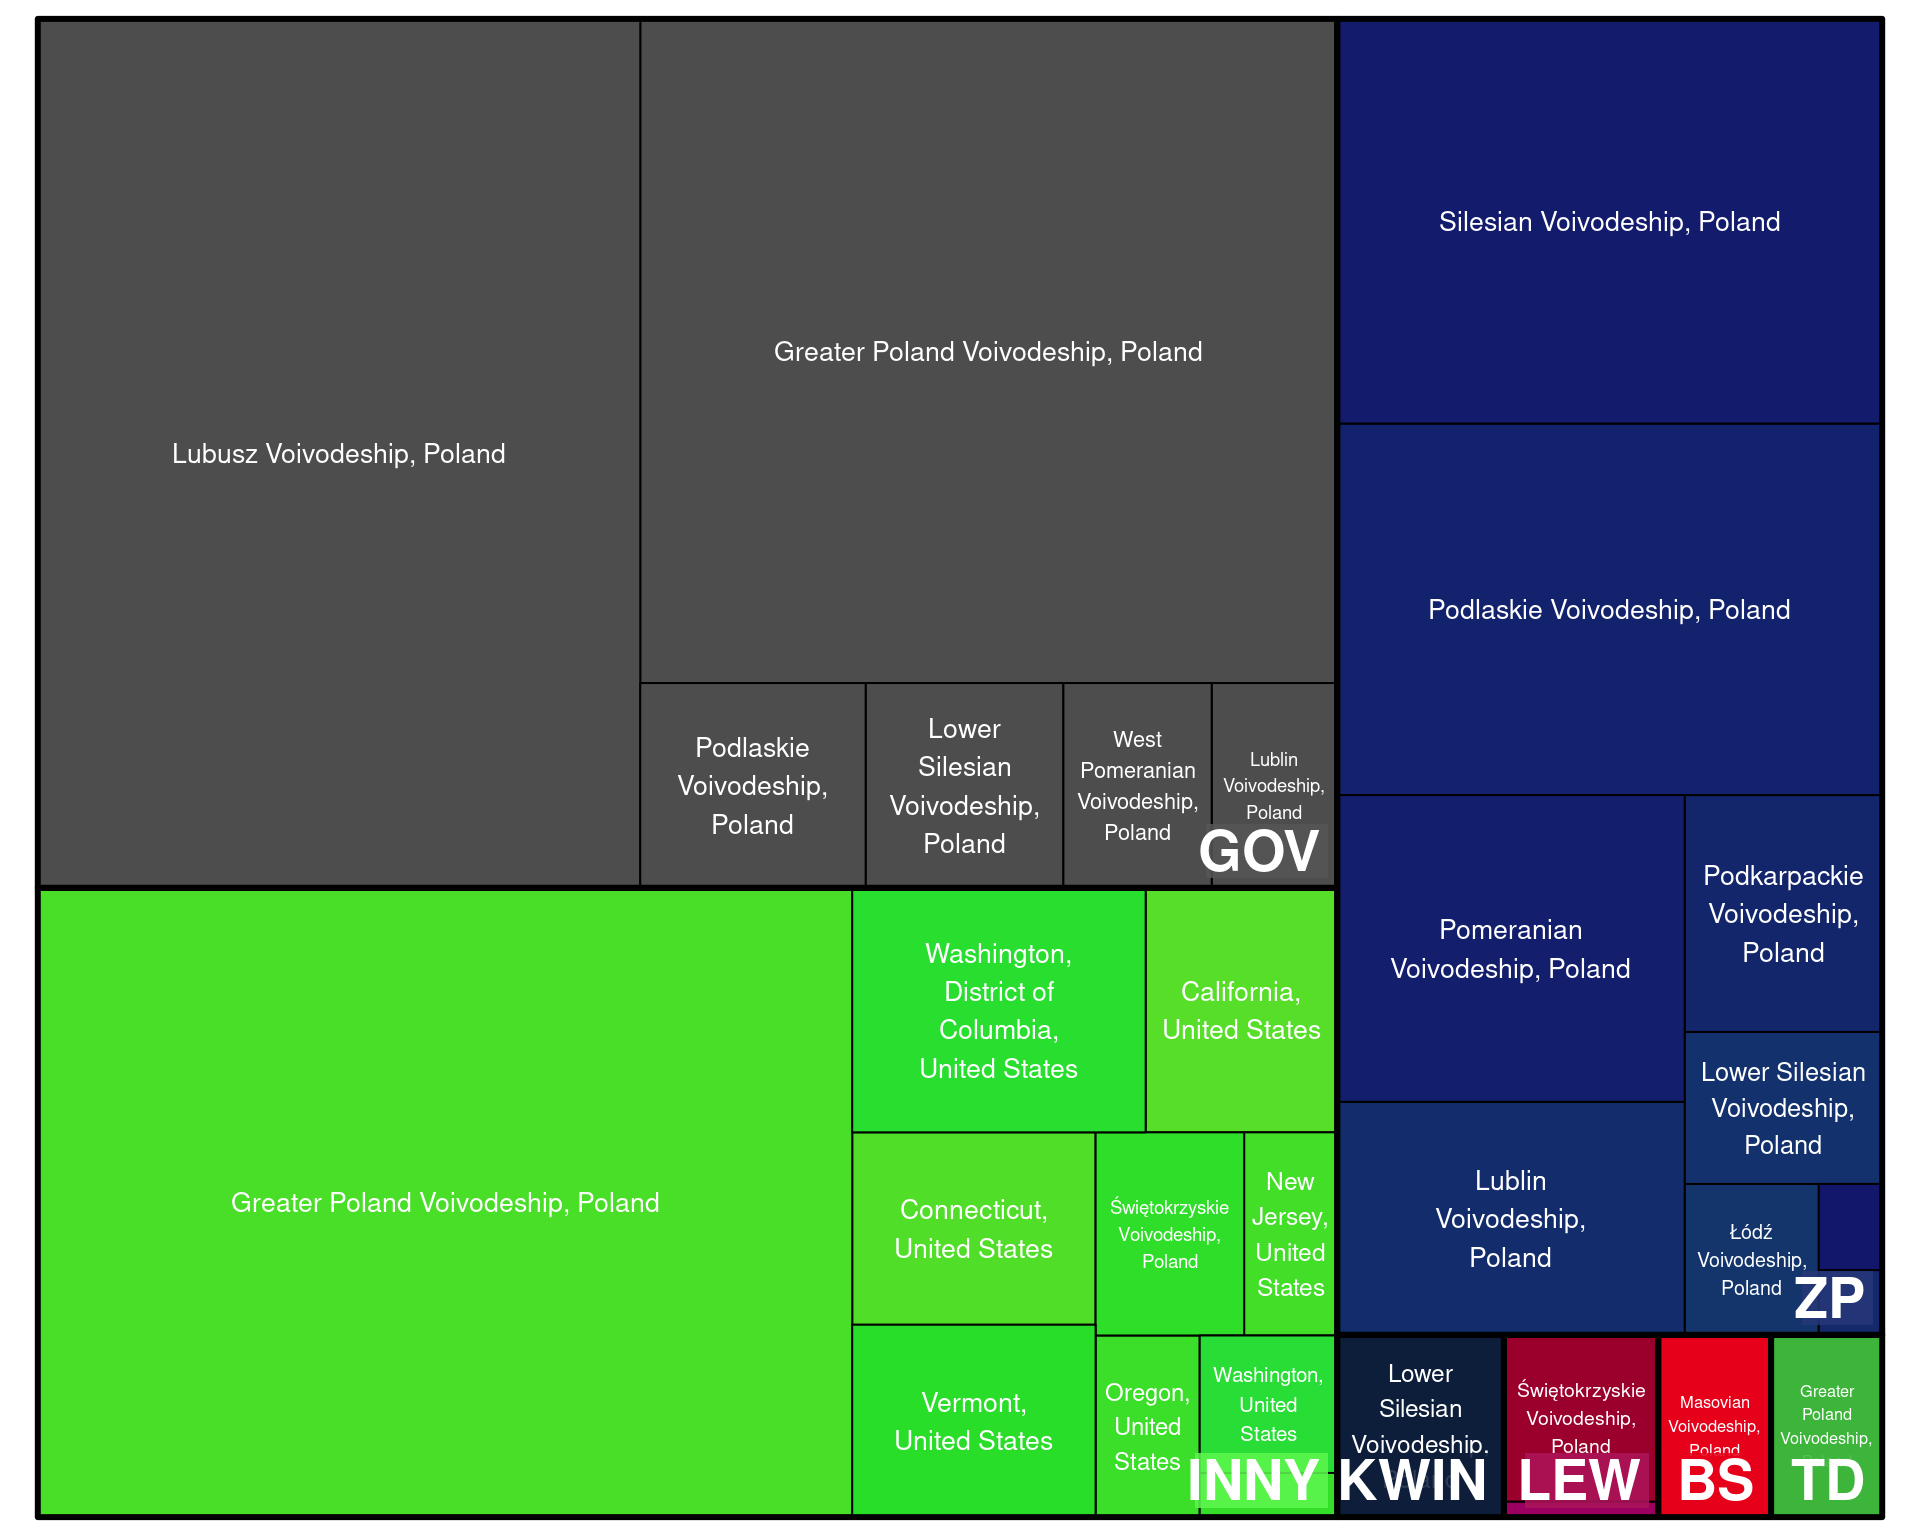 Lubusz Voivodeship, Poland
Greater Poland Voivodeship, Poland
Podlaskie
Voivodeship,
Poland
Lower
Silesian
Voivodeship,
Poland
West
Pomeranian
Voivodeship,
Poland
Lublin
Voivodeship,
Poland
GOV
Greater Poland Voivodeship, Poland
Washington,
District of
Columbia,
United States
California,
United States
Connecticut,
United States
Świętokrzyskie
Voivodeship,
Poland
New
Jersey,
United
States
Vermont,
United States
Oregon,
United
States
Washington,
United
States
INNY
Silesian Voivodeship, Poland
Podlaskie Voivodeship, Poland
Pomeranian
Voivodeship, Poland
Podkarpackie
Voivodeship,
Poland
Lower Silesian
Voivodeship,
Poland
Lublin
Voivodeship,
Poland
Łódź
Voivodeship,
Poland
ZP
Lower
Silesian
Voivodeship,
KWIN
Świętokrzyskie
Voivodeship,
Poland
LEW
Masovian
Voivodeship,
Poland
BS
Greater
Poland
Voivodeship,
TD